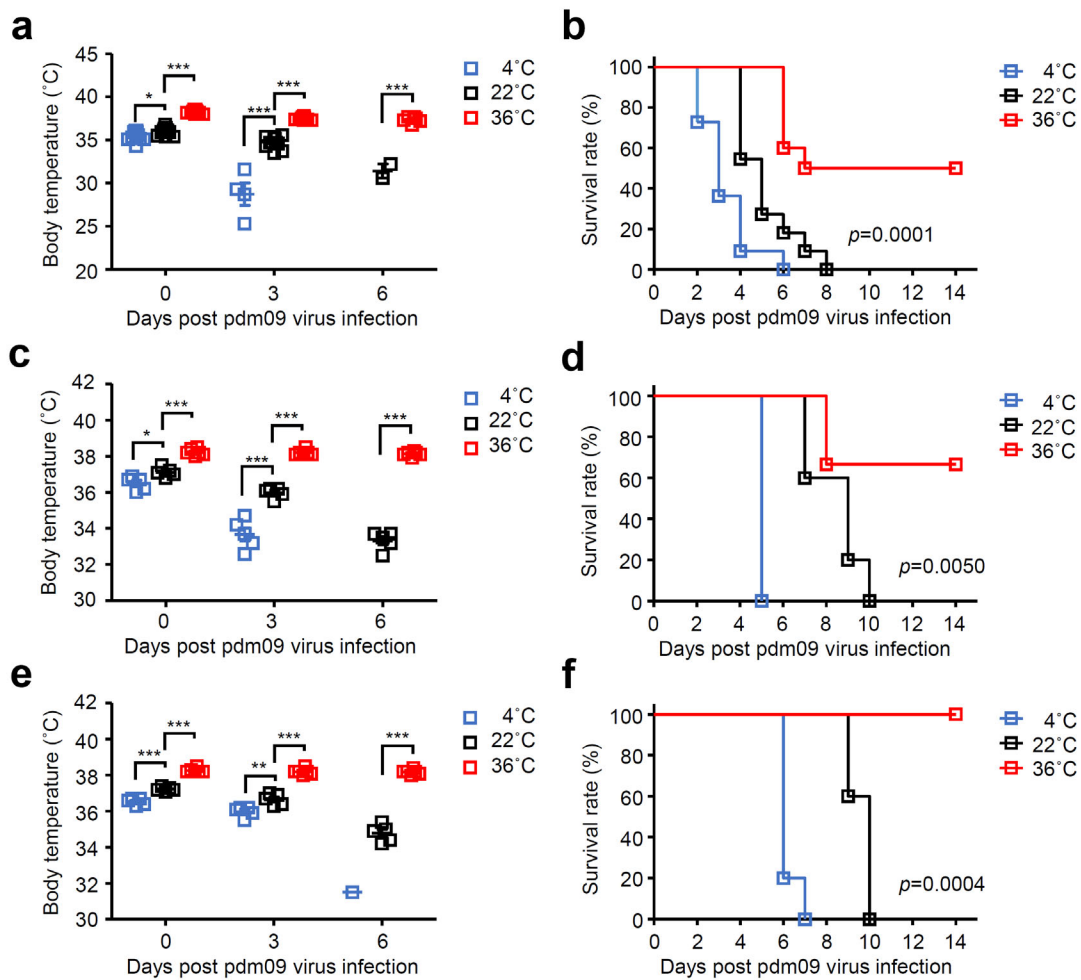 a
Body temperature (˚C)
45
40
35
30
25
20
* *** *** *** ***
4˚C
22˚C
36˚C
0 3 6
Days post pdm09 virus infection
b
Survival rate (%)
100
80
60
40
20
0
p=0.0001
4˚C
22˚C
36˚C
0 2 4 6 8 10 12 14
Days post pdm09 virus infection
c
Body temperature (˚C)
42
40
38
36
34
32
30
* *** *** *** ***
4˚C
22˚C
36˚C
0 3 6
Days post pdm09 virus infection
d
Survival rate (%)
100
80
60
40
20
0
p=0.0050
4˚C
22˚C
36˚C
0 2 4 6 8 10 12 14
Days post pdm09 virus infection
e
Body temperature (˚C)
42
40
38
36
34
32
30
*** *** ** *** ***
4˚C
22˚C
36˚C
0 3 6
Days post pdm09 virus infection
f
Survival rate (%)
100
80
60
40
20
0
p=0.0004
4˚C
22˚C
36˚C
0 2 4 6 8 10 12 14
Days post pdm09 virus infection